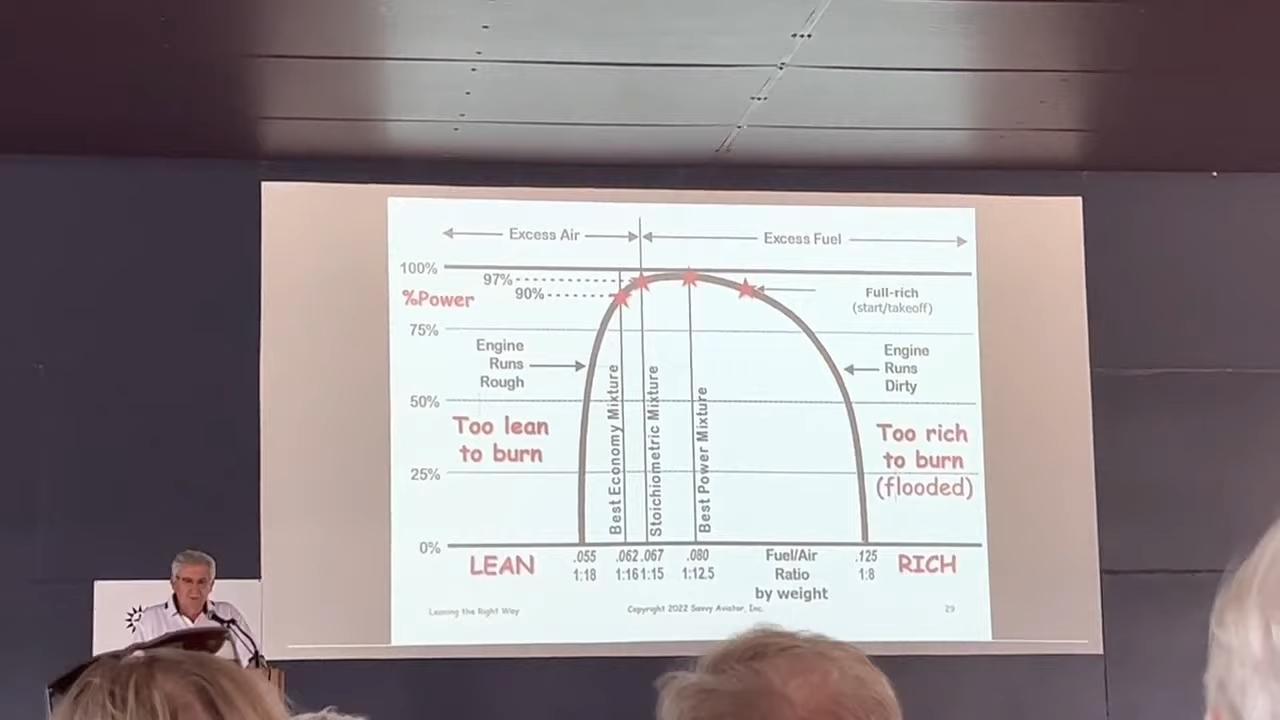 Excess Air
Excess Fuel
100%
97%
90%
%Power
Full-rich
(start/takeoff)
75%
Engine
Runs
Rough
Engine
Runs
Dirty
50%
Too lean
to burn
Too rich
to burn
(flooded)
25%
Best Economy Mixture
Stoichiometric Mixture
Best Power Mixture
0%
LEAN
.055
.062
.067
.080
Fuel/Air
.125
RICH
1:18
1:16
1:15
1:12.5
Ratio
1:8
by weight
Leaning the Right Way
Copyright 2022 Savvy Aviator, Inc.
29